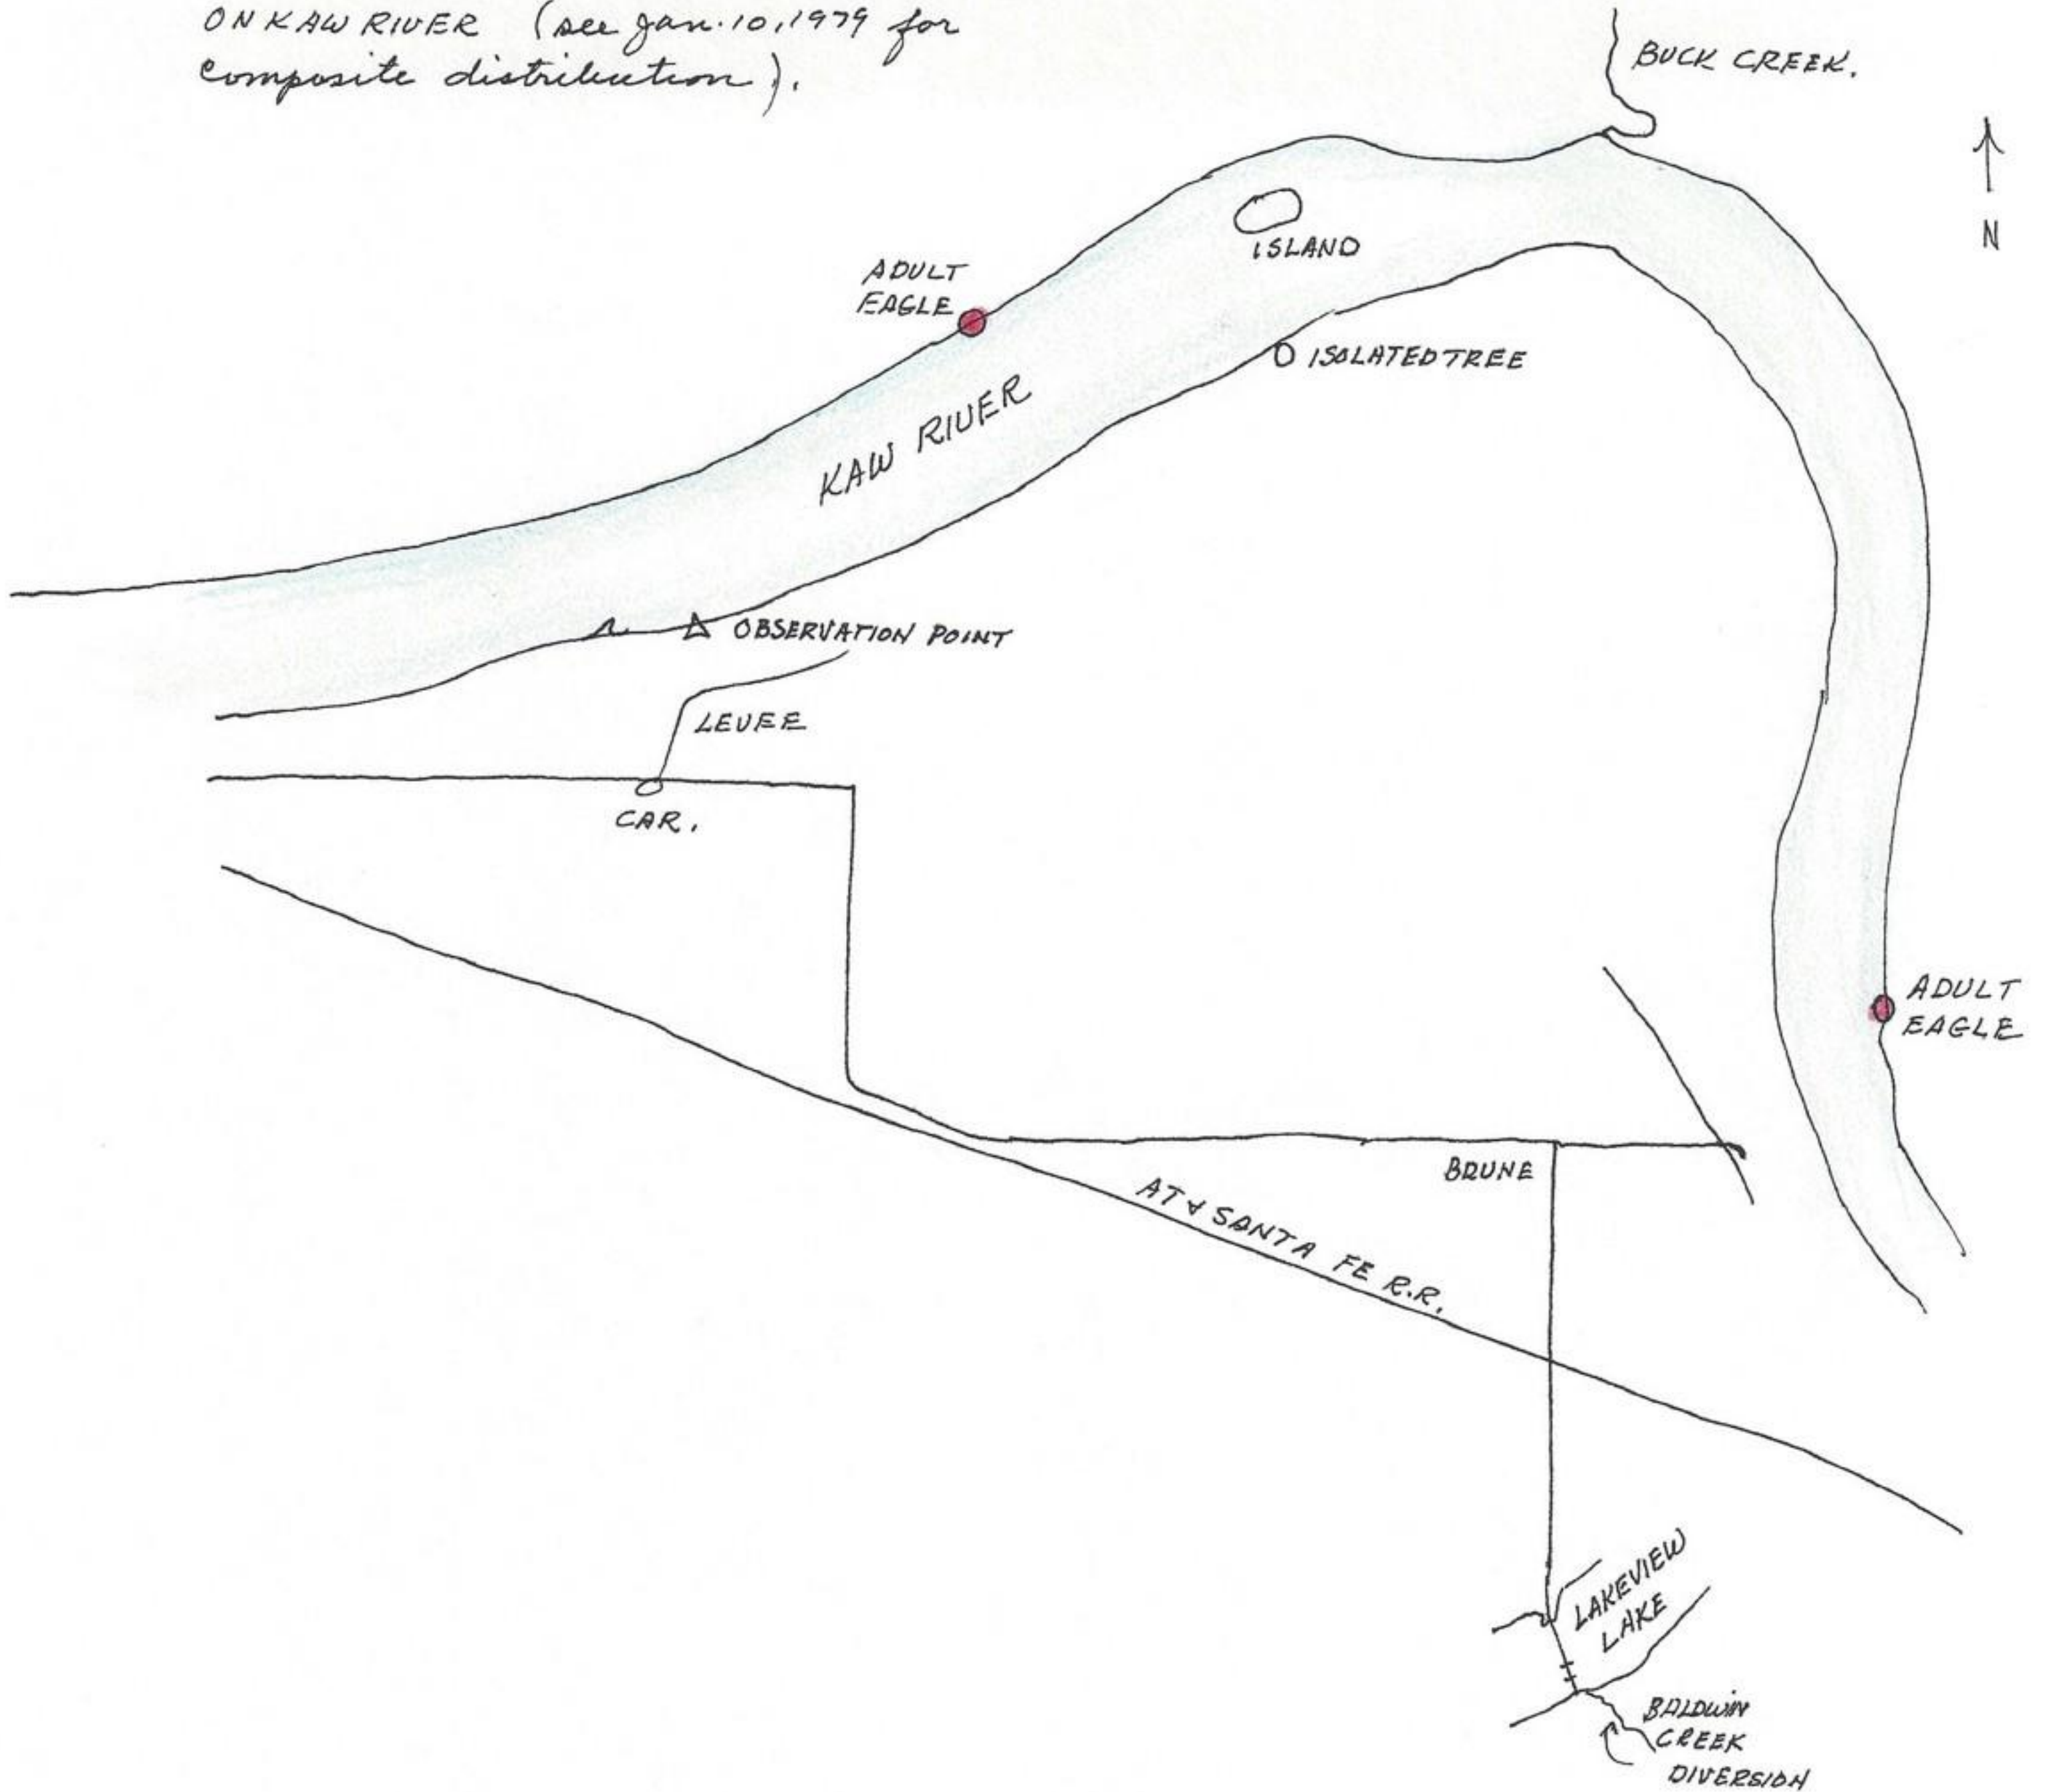 ON KAW RIVER (see Jan. 10, 1979 for
composite distribution).
BUCK CREEK.
N
ISLAND
ADULT
EAGLE
ISOLATED TREE
KAW RIVER
OBSERVATION POINT
LEVEE
CAR.
ADULT
EAGLE
BRUNE
AT & SANTA FE R.R.
LAKEVIEW
LAKE
BALDWIN
CREEK
DIVERSION